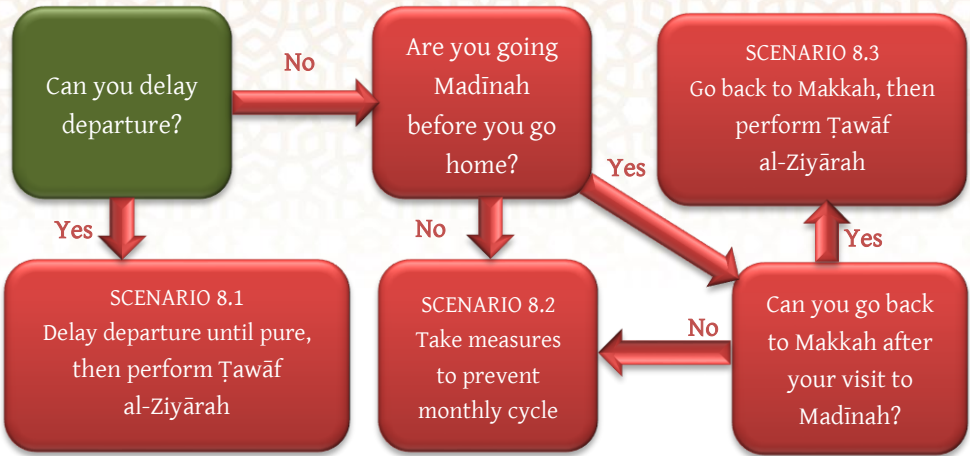 Can you delay
departure?
No
Are you going
Madīnah
before you go
home?
SCENARIO 8.3
Go back to Makkah, then
perform Ṭawāf
al-Ziyārah
Yes
No
Yes
Yes
SCENARIO 8.1
Delay departure until pure,
then perform Ṭawāf
al-Ziyārah
SCENARIO 8.2
Take measures
to prevent
monthly cycle
No
Can you go back
to Makkah after
your visit to
Madīnah?